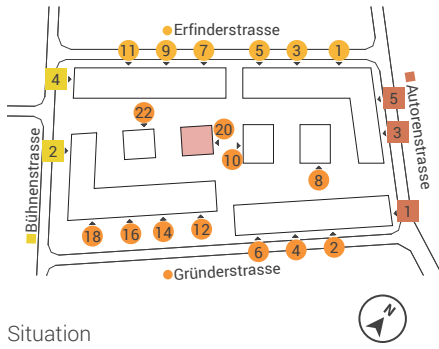 Erfinderstrasse
11 9 7 5 3 1
4
5
22
20
3
2
10
8
Bühnenstrasse
Autorenstrasse
1
18 16 14 12
6 4 2
Gründerstrasse
N
Situation